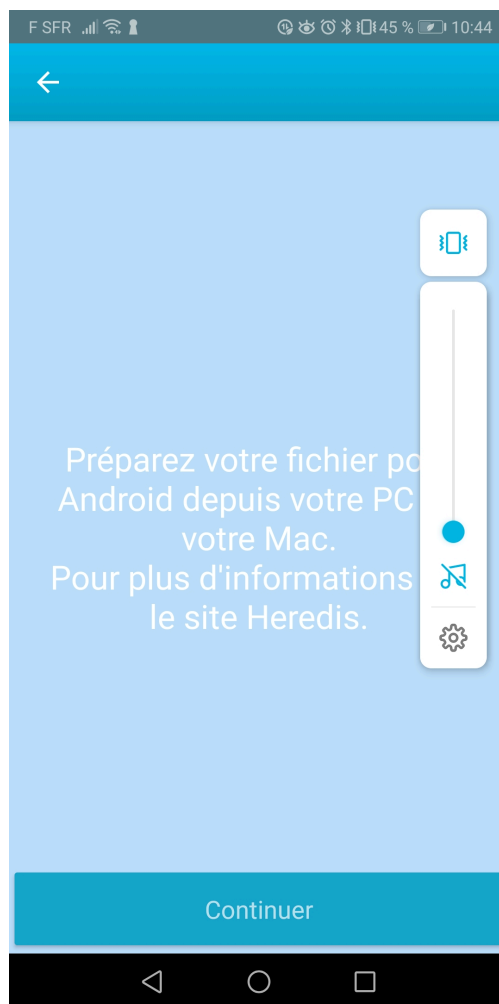 F SFR 45 % 10:44
Préparez votre fichier po
Android depuis votre PC
votre Mac.
Pour plus d'informations
le site Heredis.
Continuer